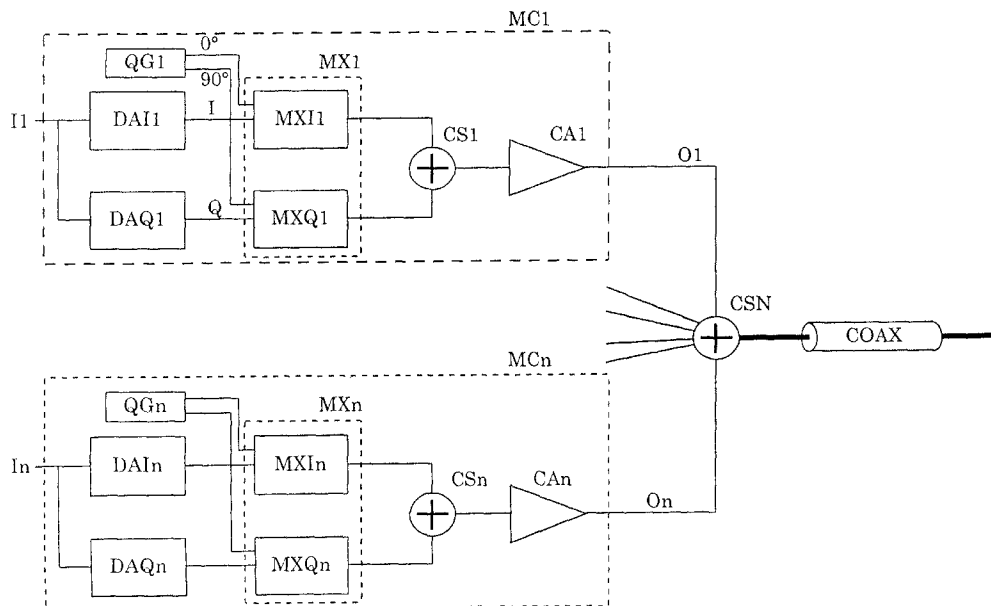 MC1
0°
QG1
MX1
90°
I
I1
DAI1
MXI1
CS1
CA1
O1
DAQ1
Q
MXQ1
CSN
COAX
MCn
QGn
MXn
In
DAIn
MXIn
CSn
CAn
On
DAQn
MXQn